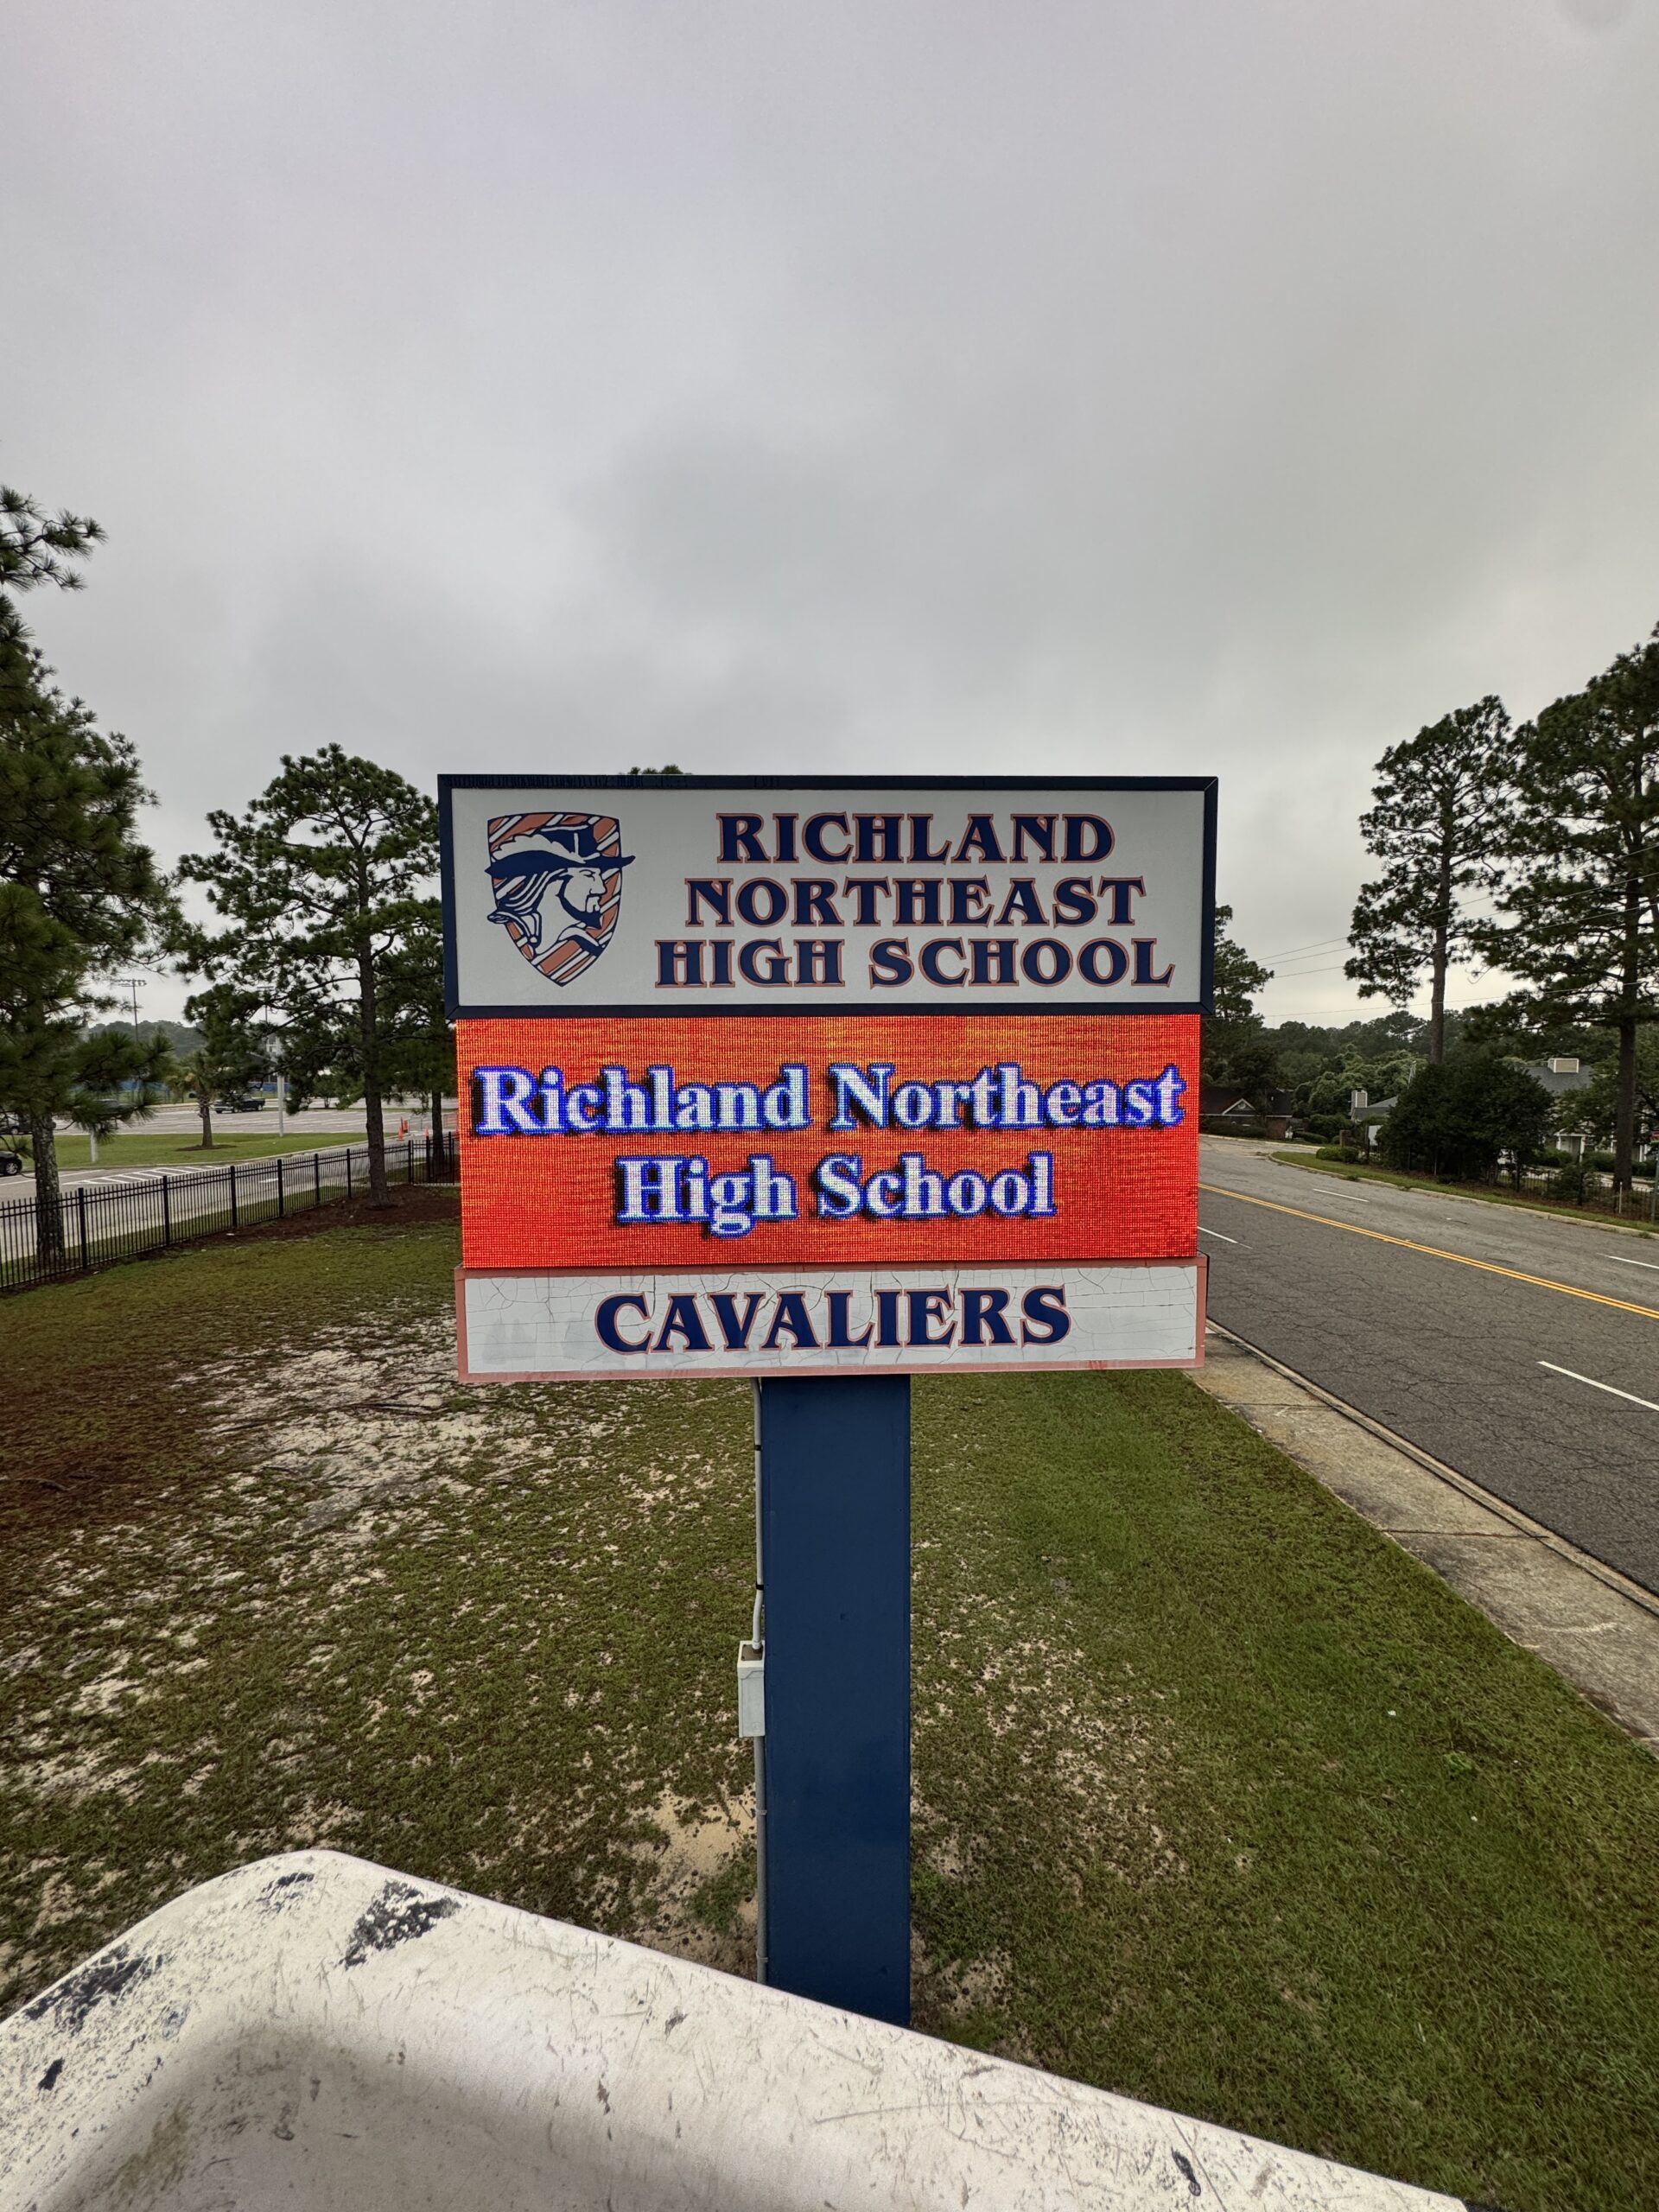 RICHLAND
NORTHEAST
HIGH SCHOOL
Richland Northeast
High School
CAVALIERS